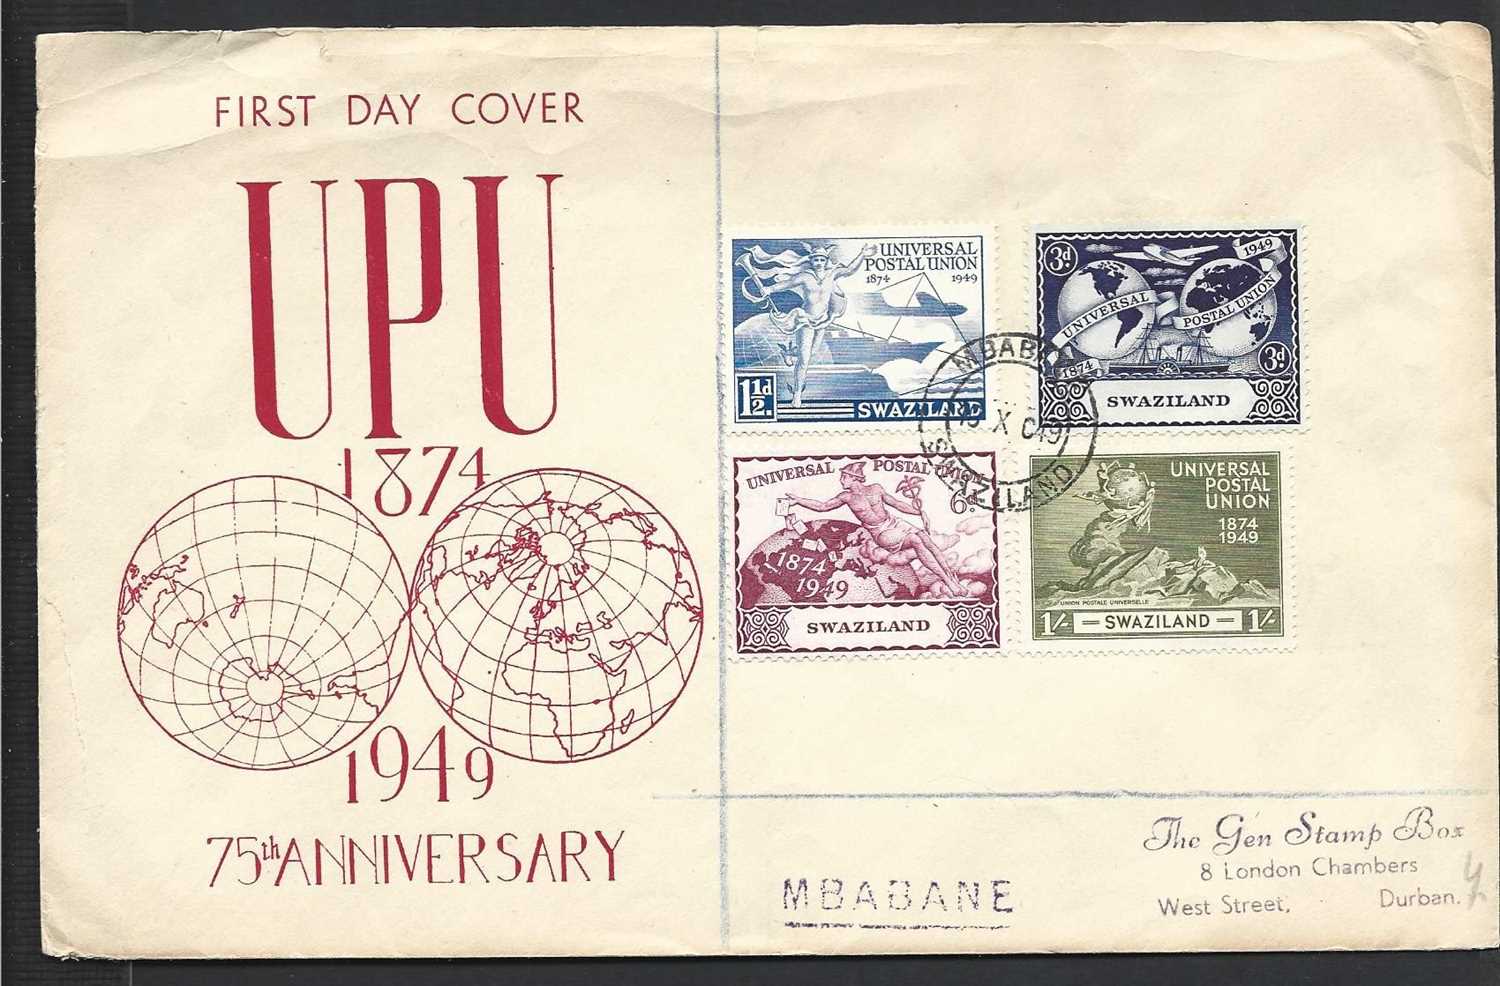 FIRST DAY COVER
UPU
1874
1949
75th ANNIVERSARY
UNIVERSAL
POSTAL UNION
1874 1949
1½d.
SWAZILAND
3d. 1949
UNIVERSAL POSTAL UNION
1874 3d.
SWAZILAND
UNIVERSAL POSTAL UNION
6d.
1874
1949
SWAZILAND
UNIVERSAL
POSTAL
UNION
1874
1949
UNION POSTALE UNIVERSELLE
1/- SWAZILAND 1/-
X 49
SWAZILAND
MBABANE
The Gen Stamp Box
8 London Chambers
West Street, Durban.